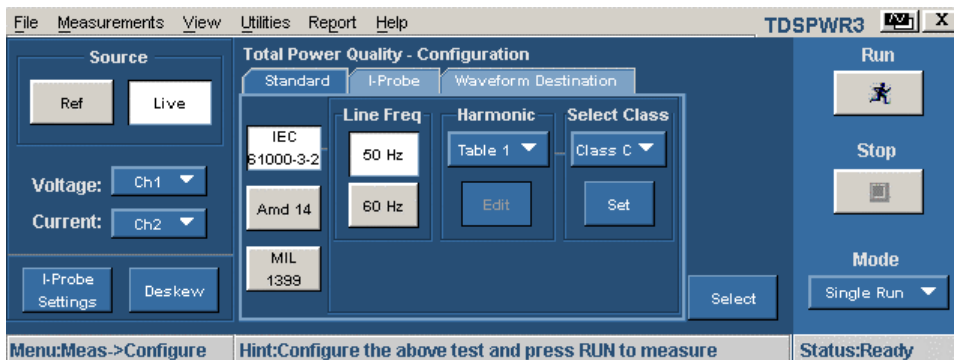 File Measurements View Utilities Report Help TDSPWR3 X
Source
Ref Live
Voltage: Ch1
Current: Ch2
I-Probe Settings
Deskew
Total Power Quality - Configuration
Standard I-Probe Waveform Destination
IEC 61000-3-2
Amd 14
MIL 1399
Line Freq
50 Hz
60 Hz
Harmonic
Table 1
Edit
Select Class
Class C
Set
Select
Run
Stop
Mode
Single Run
Menu:Meas->Configure Hint:Configure the above test and press RUN to measure Status:Ready